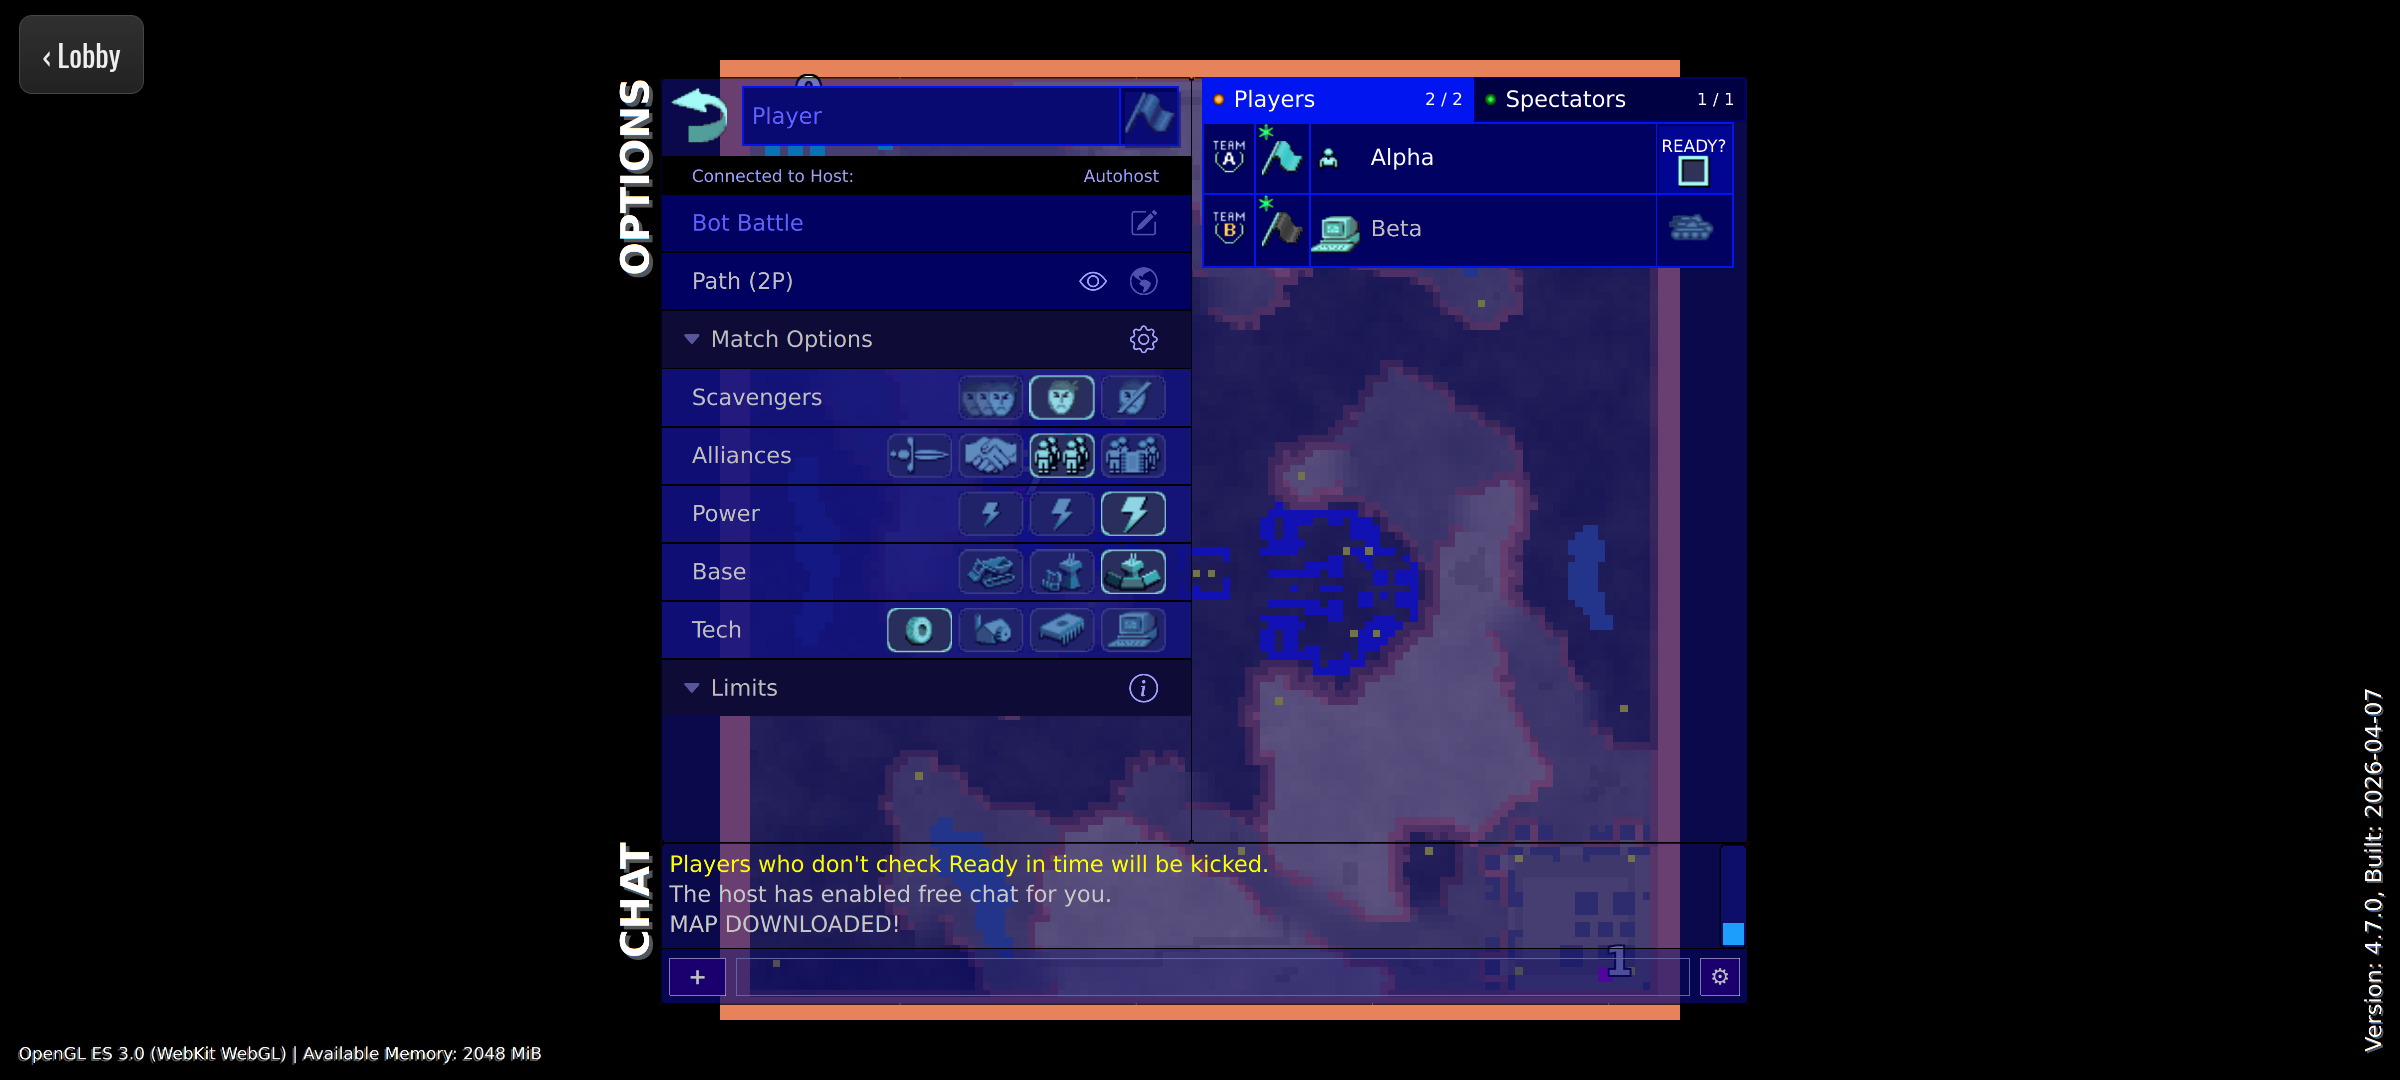 ‹ Lobby
OPTIONS
Player
Connected to Host: Autohost
Bot Battle
Path (2P)
Match Options
Scavengers
Alliances
Power
Base
Tech
Limits
Players 2 / 2
Spectators 1 / 1
TEAM A Alpha READY?
TEAM B Beta
CHAT
Players who don't check Ready in time will be kicked.
The host has enabled free chat for you.
MAP DOWNLOADED!
+
1
OpenGL ES 3.0 (WebKit WebGL) | Available Memory: 2048 MiB
Version: 4.7.0, Built: 2026-04-07